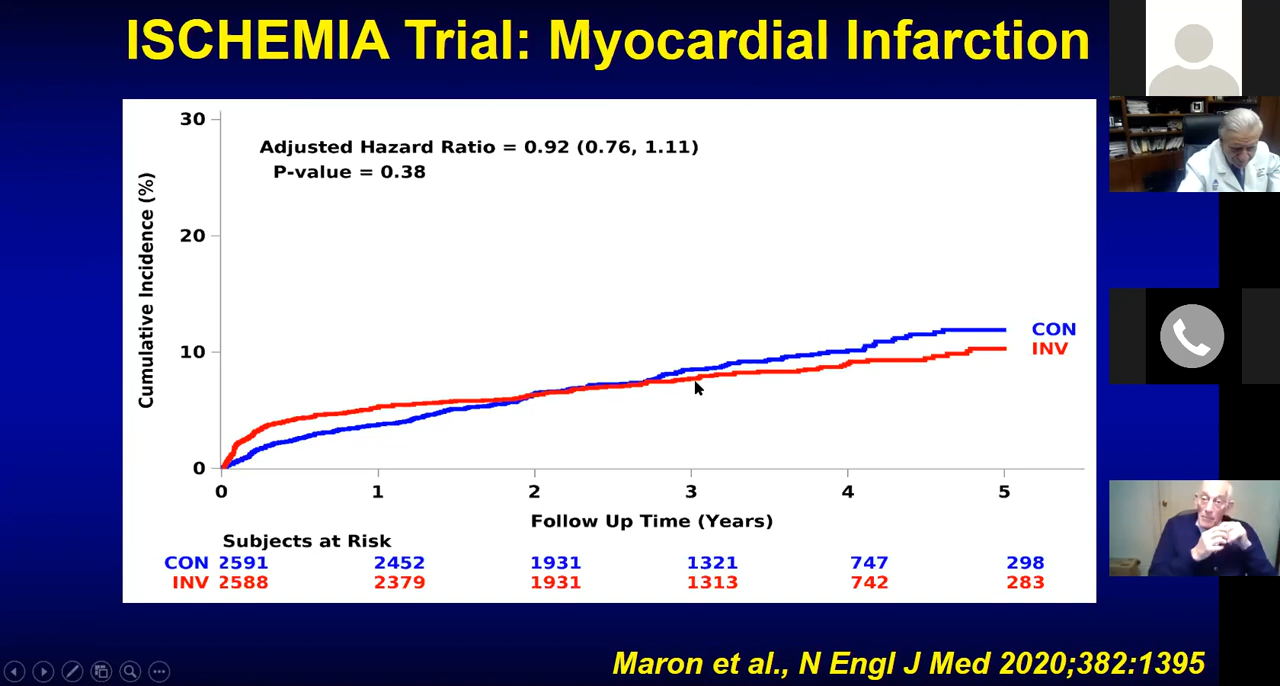 ISCHEMIA Trial: Myocardial Infarction
Adjusted Hazard Ratio = 0.92 (0.76, 1.11)
P-value = 0.38
Cumulative Incidence (%)
30
20
10
0
CON
INV
0 1 2 3 4 5
Follow Up Time (Years)
Subjects at Risk
CON 2591 2452 1931 1321 747 298
INV 2588 2379 1931 1313 742 283
Maron et al., N Engl J Med 2020;382:1395